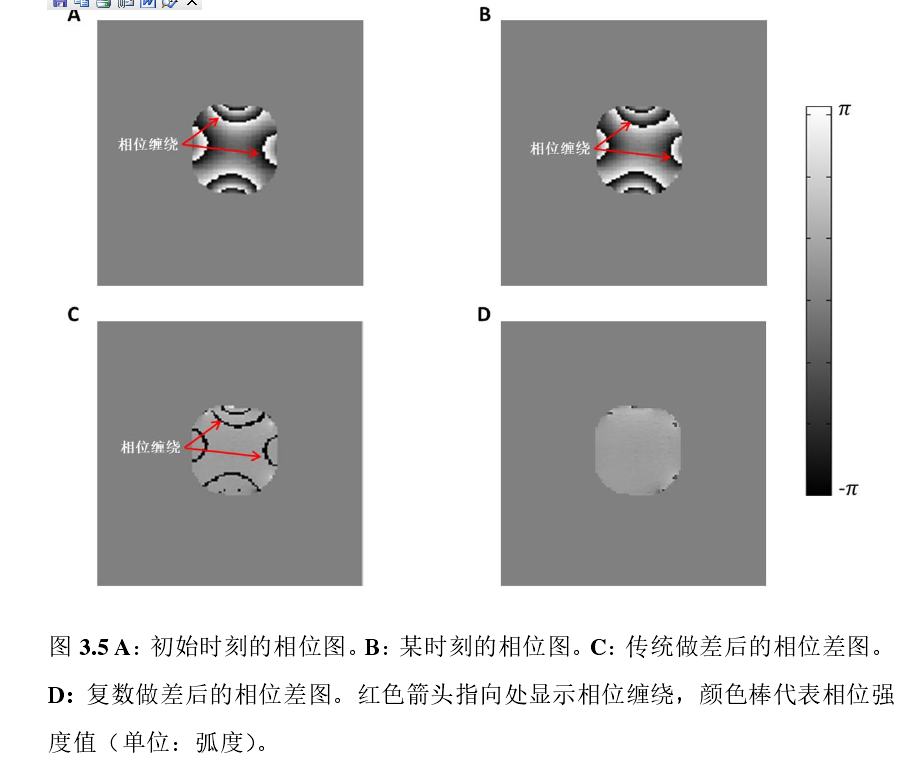 A
B
相位缠绕
相位缠绕
π
C
D
相位缠绕
-π
图 3.5 A：初始时刻的相位图。B：某时刻的相位图。C：传统做差后的相位差图。
D：复数做差后的相位差图。红色箭头指向处显示相位缠绕，颜色棒代表相位强
度值（单位：弧度）。